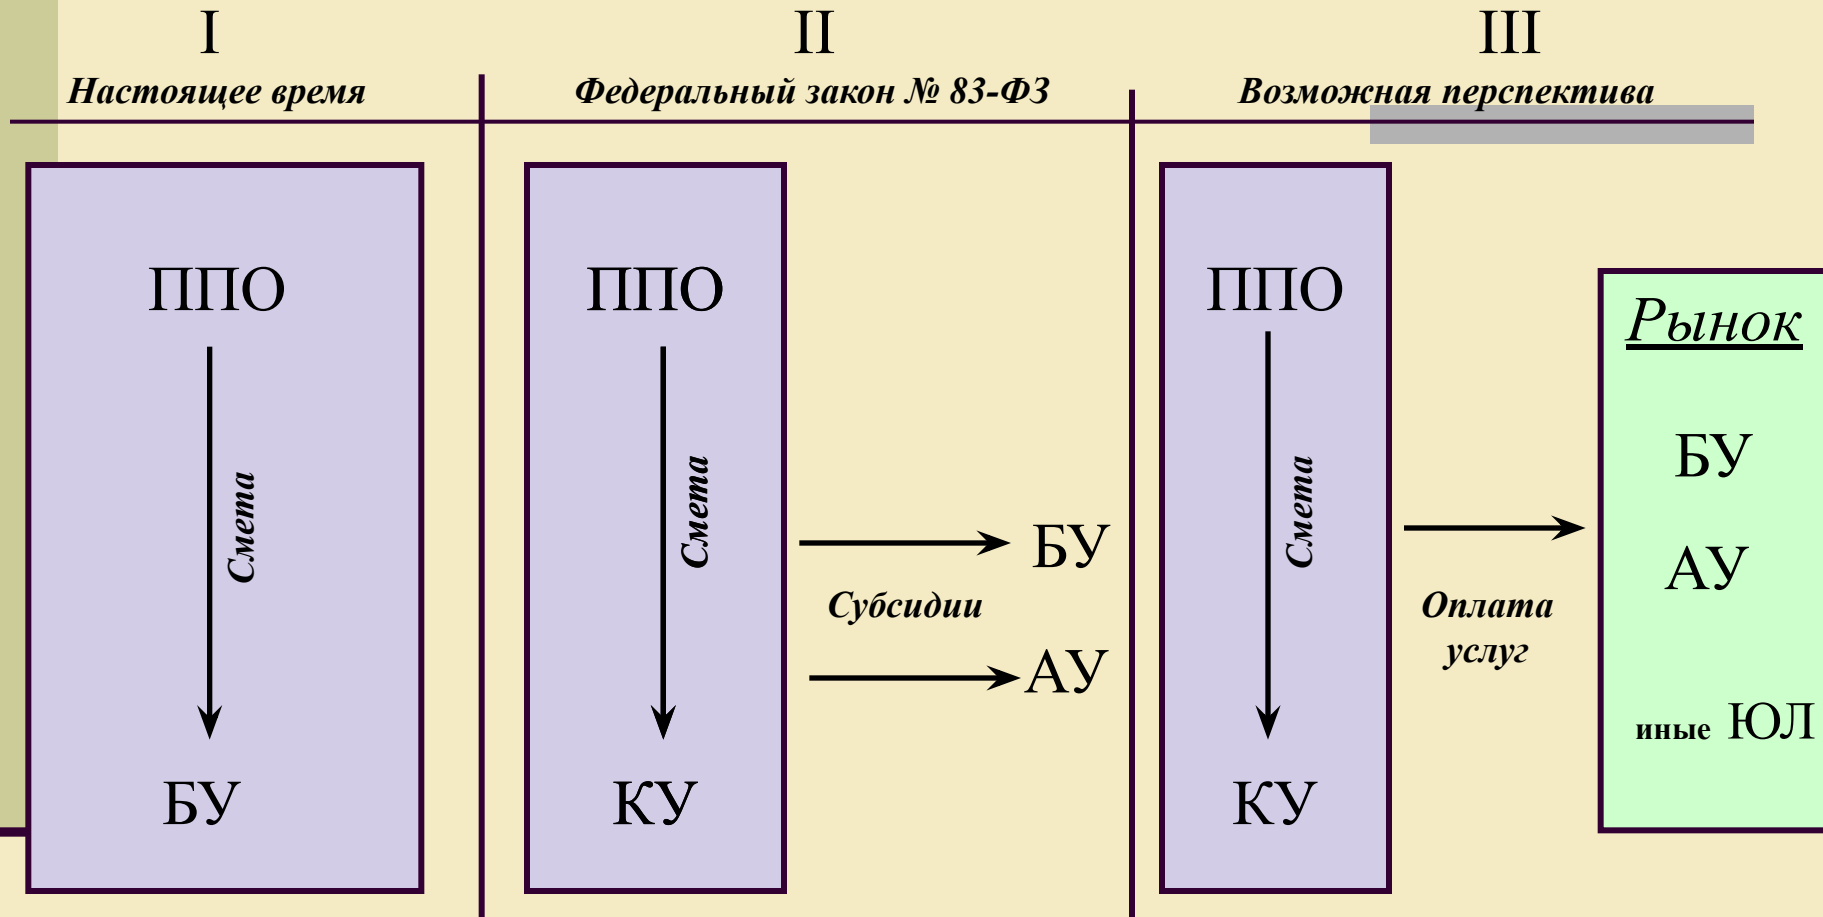 I
Настоящее время
ППО
Смета
БУ
II
Федеральный закон № 83-ФЗ
ППО
Смета
КУ
БУ
Субсидии
АУ
III
Возможная перспектива
ППО
Смета
КУ
Оплата
услуг
Рынок
БУ
АУ
иные ЮЛ